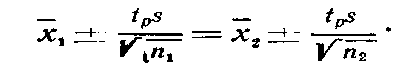 x̄₁ ± tₚs/√n₁ = x̄₂ ± tₚs/√n₂.